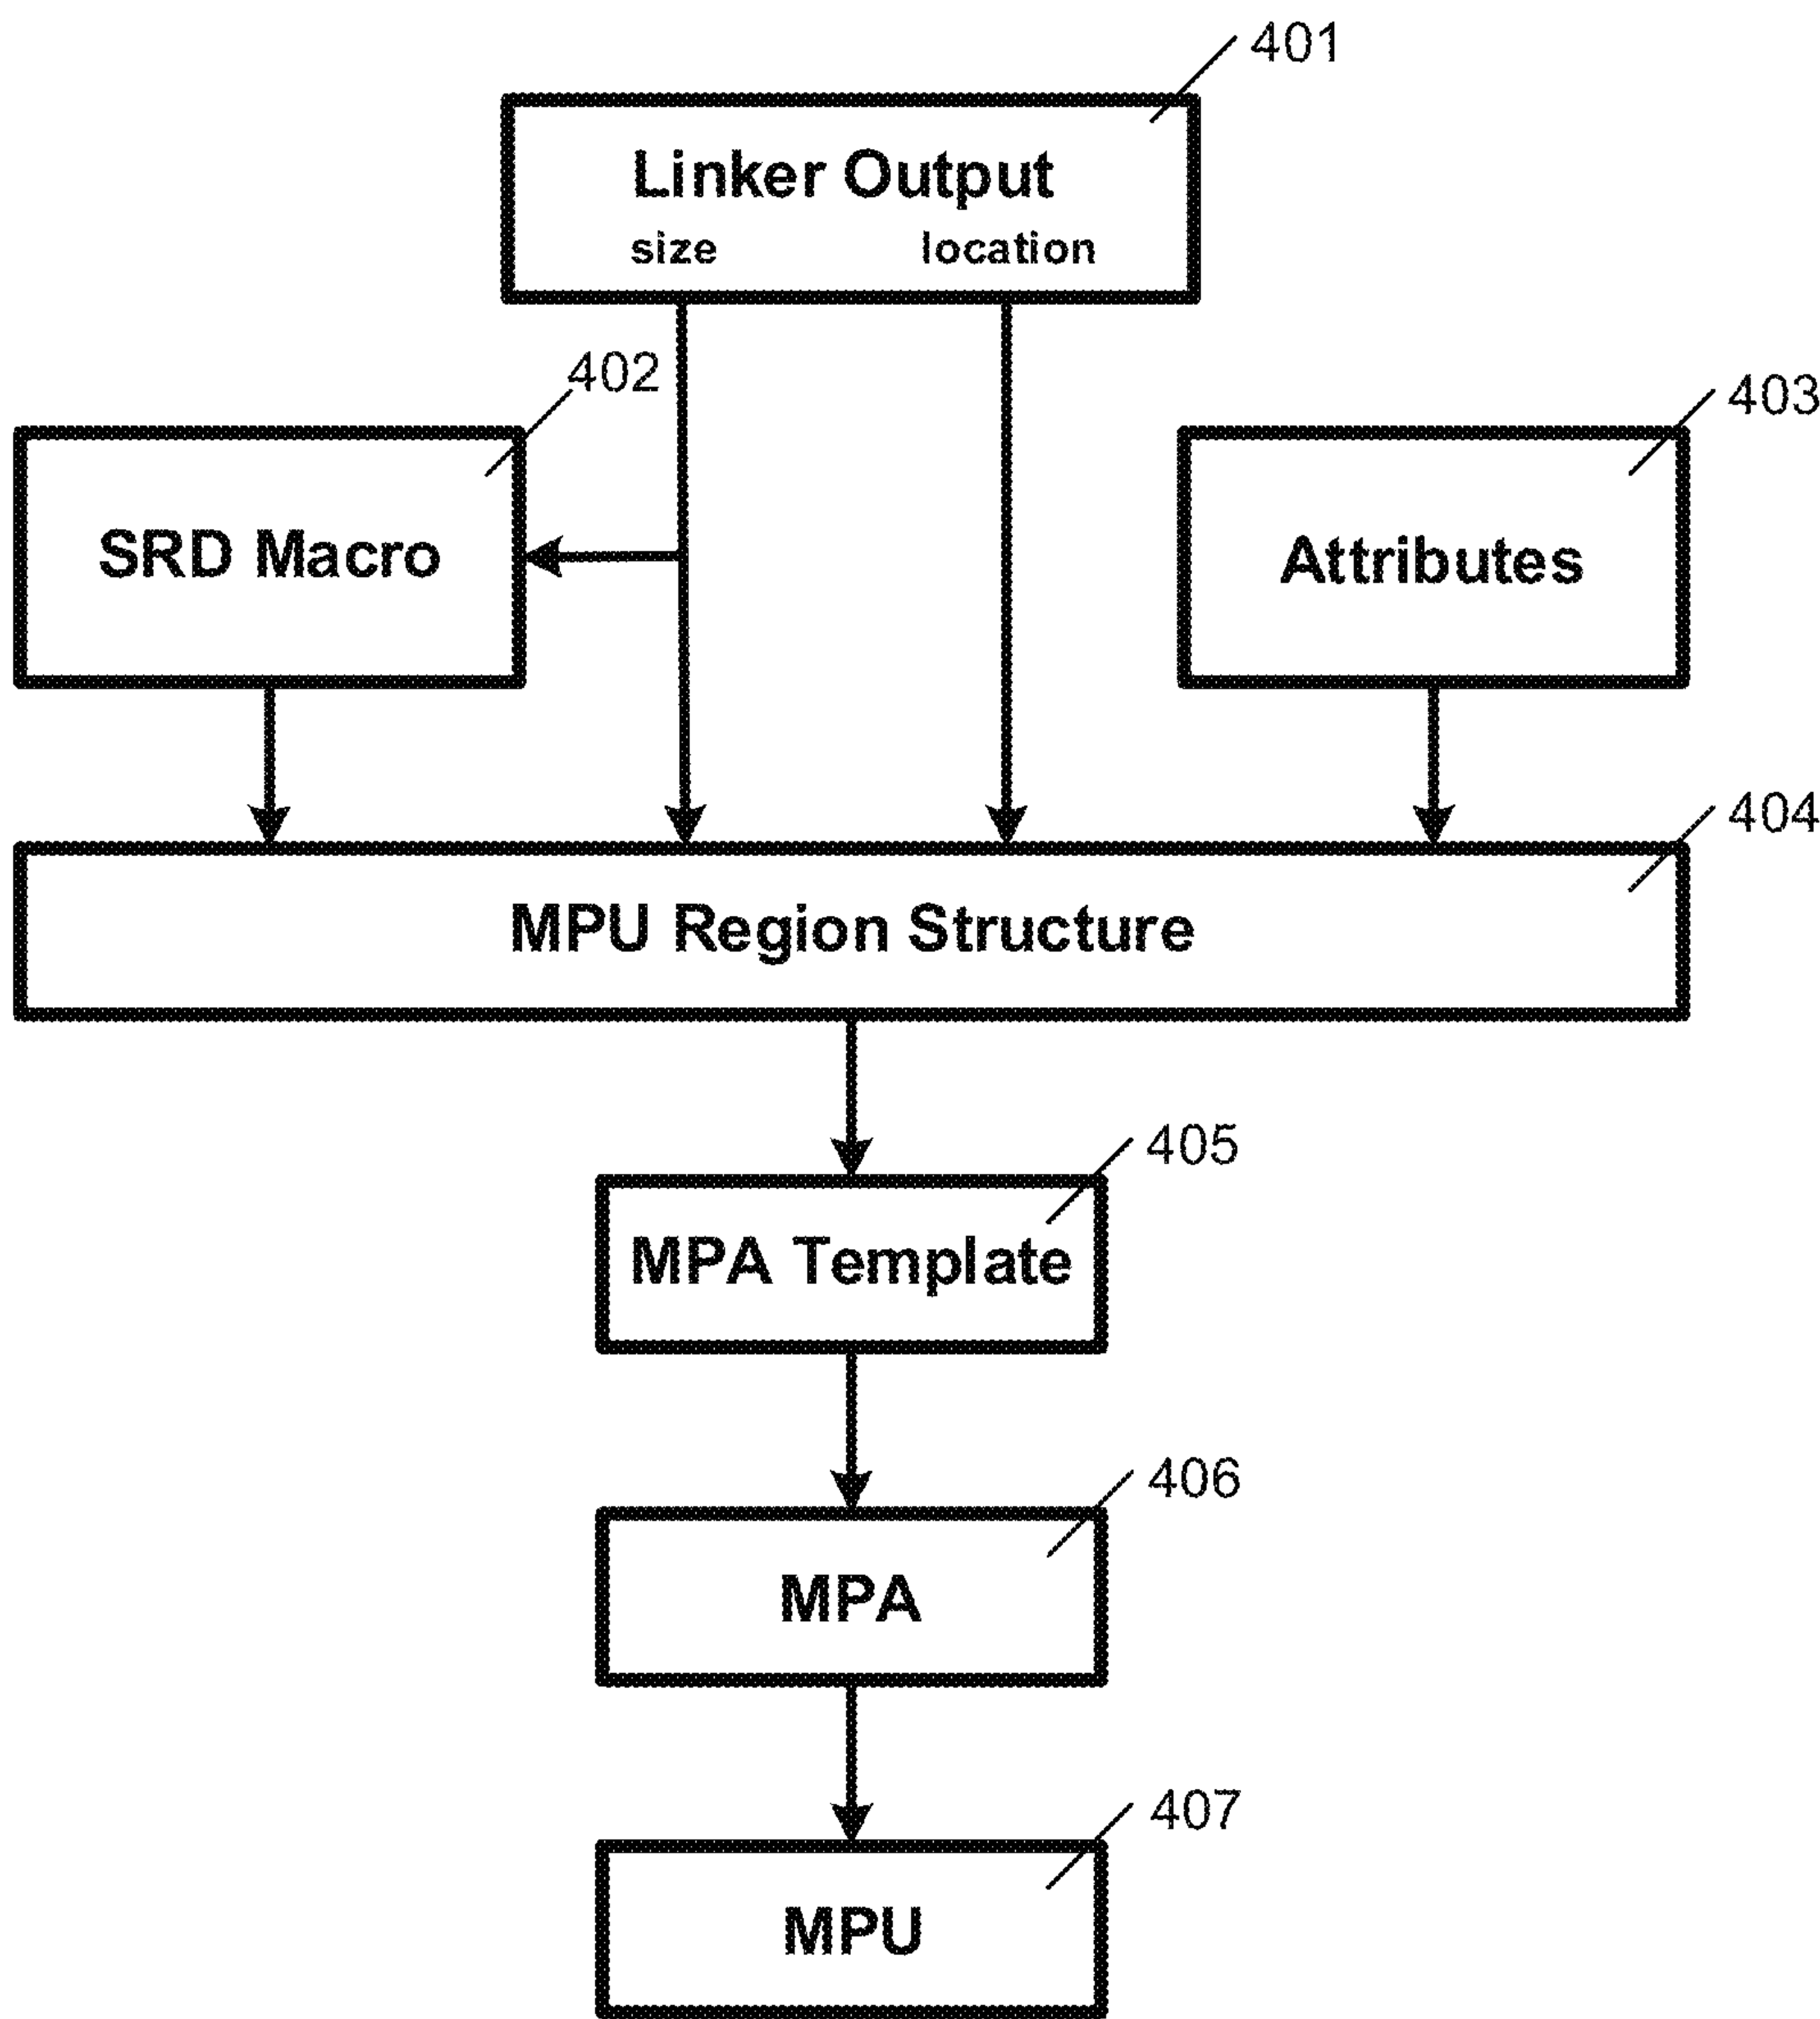 401
Linker Output
size location
402
403
SRD Macro
Attributes
404
MPU Region Structure
405
MPA Template
406
MPA
407
MPU